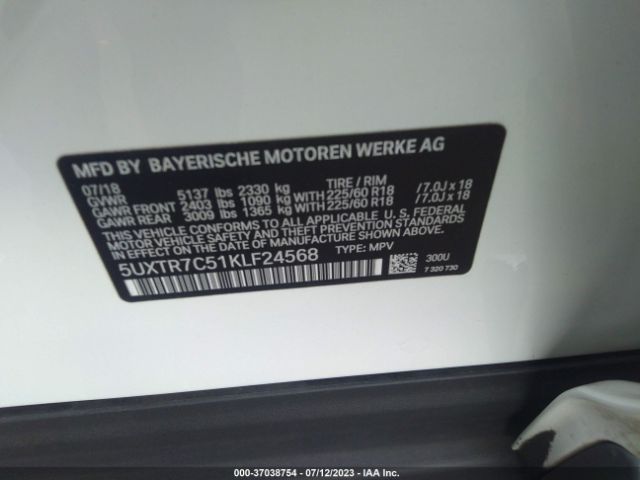 MFD BY BAYERISCHE MOTOREN WERKE AG
07/18 TIRE / RIM
GVWR 5137 lbs 2330 kg
GAWR FRONT 2403 lbs 1090 kg WITH 225/60 R18 / 7.0J x 18
GAWR REAR 3009 lbs 1365 kg WITH 225/60 R18 / 7.0J x 18
THIS VEHICLE CONFORMS TO ALL APPLICABLE U. S. FEDERAL
MOTOR VEHICLE SAFETY, BUMPER, AND THEFT PREVENTION STANDARDS
IN EFFECT ON THE DATE OF MANUFACTURE SHOWN ABOVE.
5UXTR7C51KLF24568 TYPE: MPV
300U
7 320 730
000-37038754 - 07/12/2023 - IAA Inc.